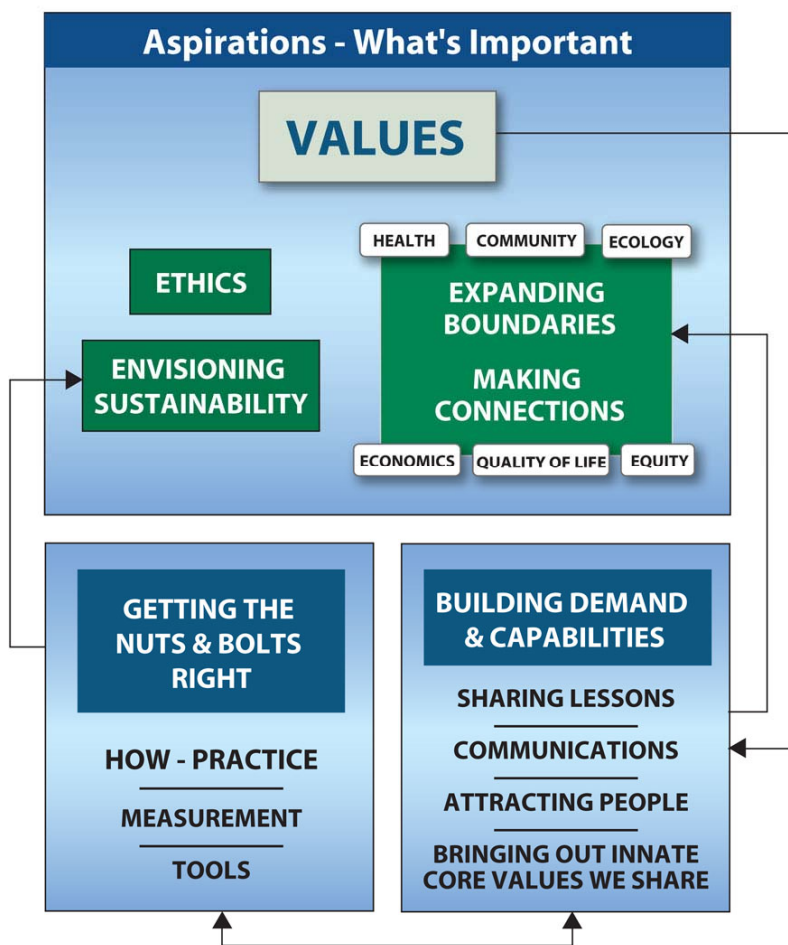 Aspirations - What's Important
VALUES
ETHICS
ENVISIONING
SUSTAINABILITY
HEALTH
COMMUNITY
ECOLOGY
EXPANDING
BOUNDARIES
MAKING
CONNECTIONS
ECONOMICS
QUALITY OF LIFE
EQUITY
GETTING THE
NUTS & BOLTS
RIGHT
HOW - PRACTICE
MEASUREMENT
TOOLS
BUILDING DEMAND
& CAPABILITIES
SHARING LESSONS
COMMUNICATIONS
ATTRACTING PEOPLE
BRINGING OUT INNATE
CORE VALUES WE SHARE